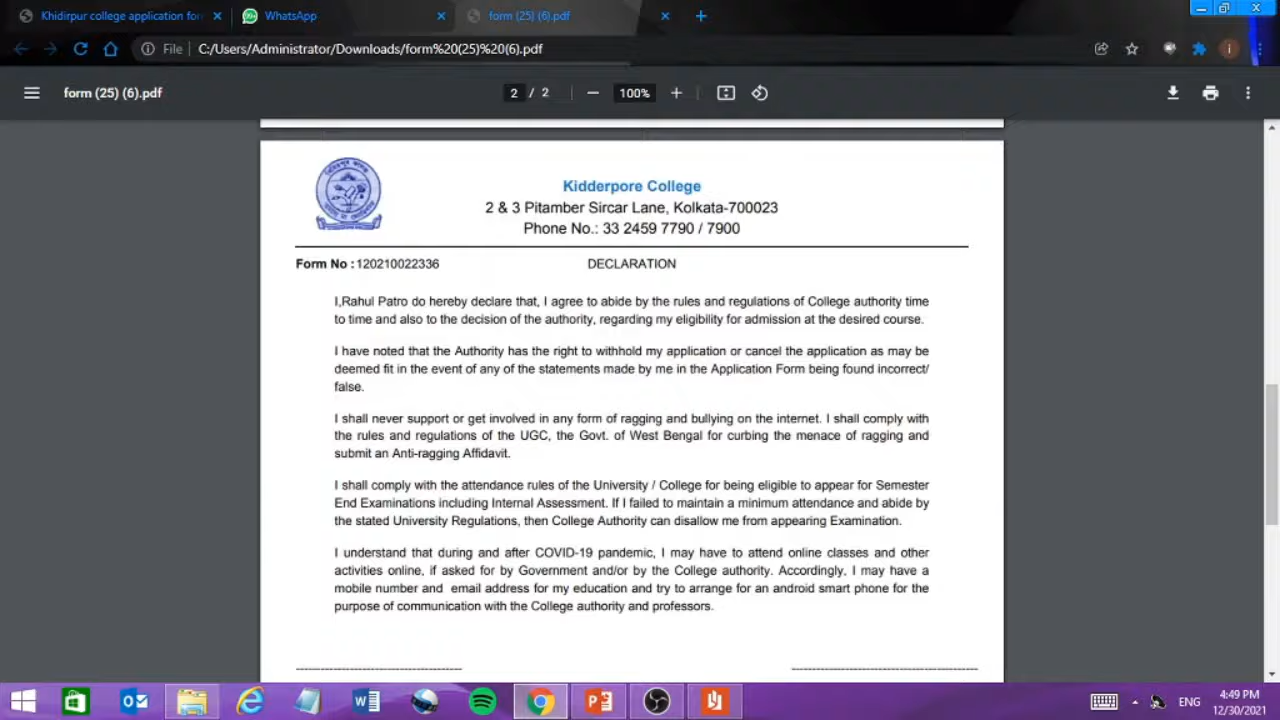 Khidirpur college application for
WhatsApp
form (25) (6).pdf
File
C:/Users/Administrator/Downloads/form%20(25)%20(6).pdf
i
form (25) (6).pdf
2 / 2
100%
Kidderpore College
2 & 3 Pitamber Sircar Lane, Kolkata-700023
Phone No.: 33 2459 7790 / 7900
Form No : 120210022336
DECLARATION
I,Rahul Patro do hereby declare that, I agree to abide by the rules and regulations of College authority time
to time and also to the decision of the authority, regarding my eligibility for admission at the desired course.
I have noted that the Authority has the right to withhold my application or cancel the application as may be
deemed fit in the event of any of the statements made by me in the Application Form being found incorrect/
false.
I shall never support or get involved in any form of ragging and bullying on the internet. I shall comply with
the rules and regulations of the UGC, the Govt. of West Bengal for curbing the menace of ragging and
submit an Anti-ragging Affidavit.
I shall comply with the attendance rules of the University / College for being eligible to appear for Semester
End Examinations including Internal Assessment. If I failed to maintain a minimum attendance and abide by
the stated University Regulations, then College Authority can disallow me from appearing Examination.
I understand that during and after COVID-19 pandemic, I may have to attend online classes and other
activities online, if asked for by Government and/or by the College authority. Accordingly, I may have a
mobile number and email address for my education and try to arrange for an android smart phone for the
purpose of communication with the College authority and professors.
ENG
4:49 PM
12/30/2021